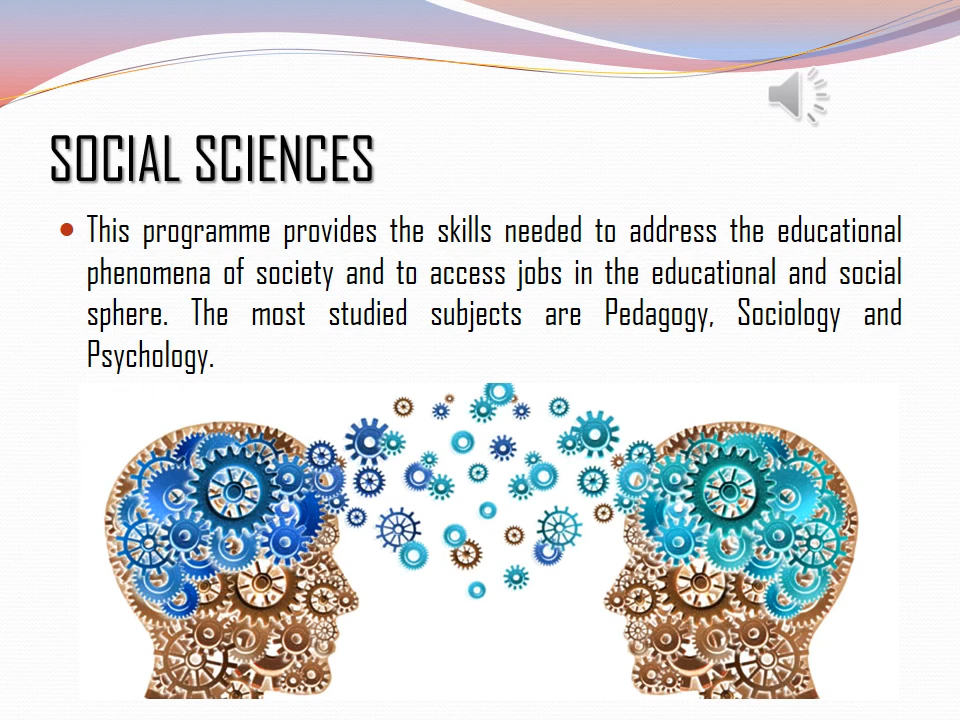 SOCIAL SCIENCES
This programme provides the skills needed to address the educational
phenomena of society and to access jobs in the educational and social
sphere. The most studied subjects are Pedagogy, Sociology and
Psychology.